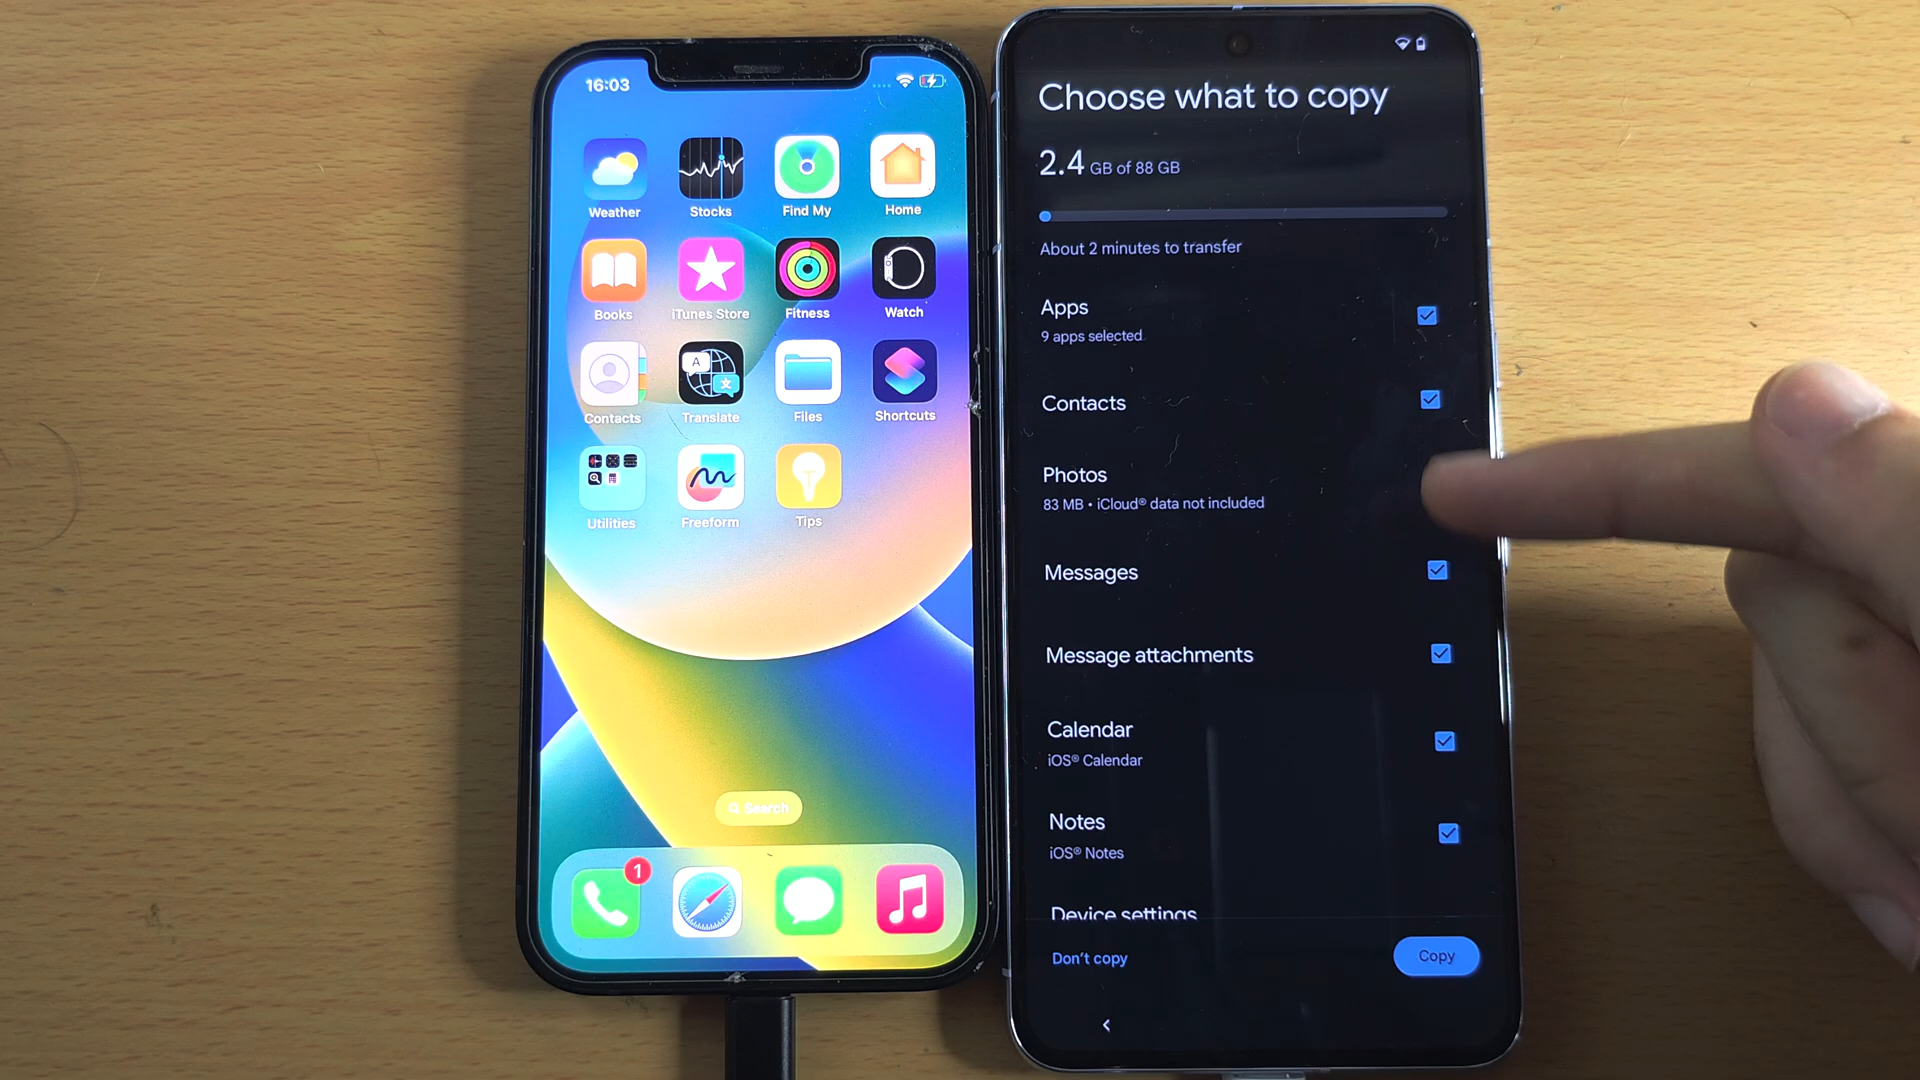 16:03
Weather
Stocks
Find My
Home
Books
iTunes Store
Fitness
Watch
Contacts
Translate
Files
Shortcuts
Utilities
Freeform
Tips
Search
1
Choose what to copy
2.4 GB of 88 GB
About 2 minutes to transfer
Apps
9 apps selected
Contacts
Photos
83 MB • iCloud® data not included
Messages
Message attachments
Calendar
iOS® Calendar
Notes
iOS® Notes
Device settings
Don't copy
Copy